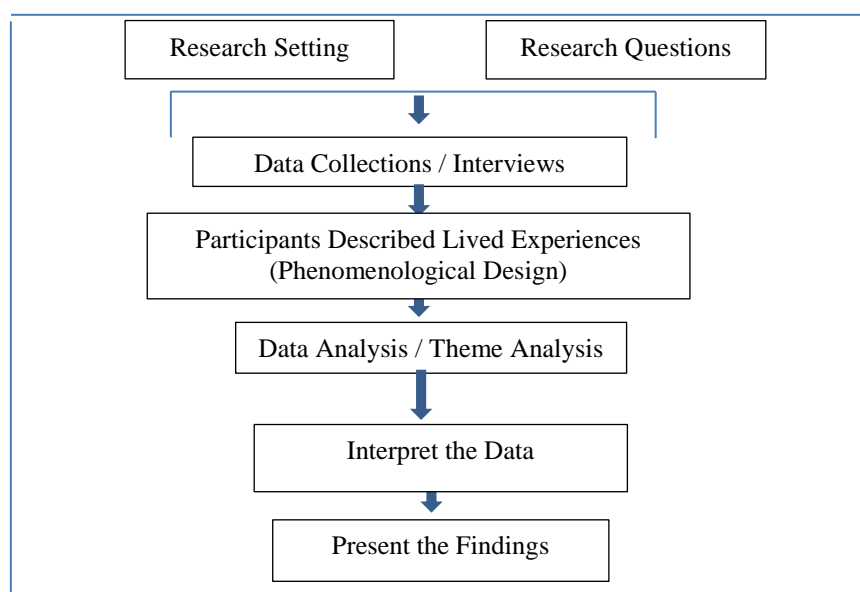 Research Setting
Research Questions
Data Collections / Interviews
Participants Described Lived Experiences
(Phenomenological Design)
Data Analysis / Theme Analysis
Interpret the Data
Present the Findings